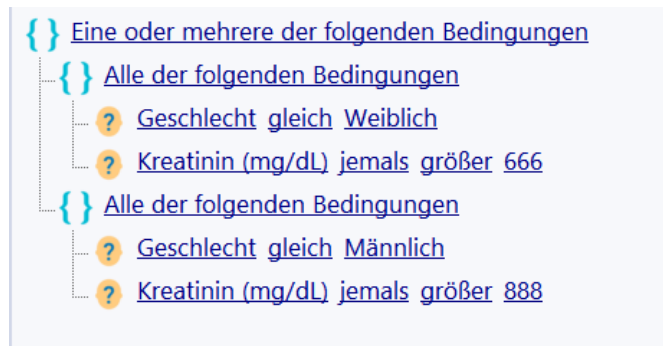 { } Eine oder mehrere der folgenden Bedingungen
{ } Alle der folgenden Bedingungen
? Geschlecht gleich Weiblich
? Kreatinin (mg/dL) jemals größer 666
{ } Alle der folgenden Bedingungen
? Geschlecht gleich Männlich
? Kreatinin (mg/dL) jemals größer 888